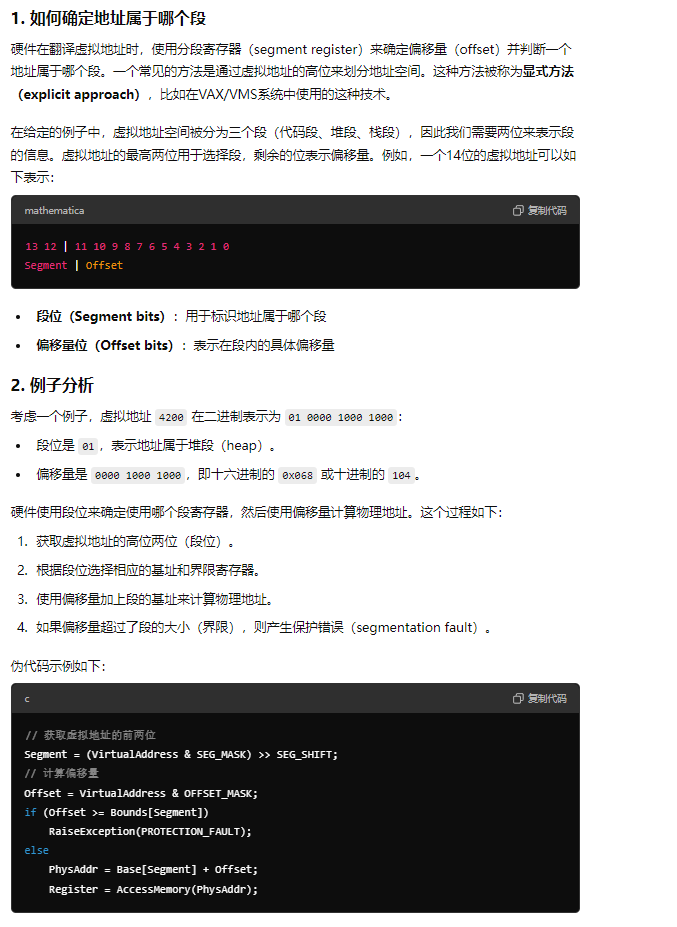 1. 如何确定地址属于哪个段
硬件在翻译虚拟地址时，使用分段寄存器（segment register）来确定偏移量（offset）并判断一个
地址属于哪个段。一个常见的方法是通过虚拟地址的高位来划分地址空间。这种方法被称为显式方法
（explicit approach），比如在VAX/VMS系统中使用的这种技术。
在给定的例子中，虚拟地址空间被分为三个段（代码段、堆段、栈段），因此我们需要两位来表示段
的信息。虚拟地址的最高两位用于选择段，剩余的位表示偏移量。例如，一个14位的虚拟地址可以如
下表示：
mathematica 复制代码
13 12 | 11 10 9 8 7 6 5 4 3 2 1 0
Segment | Offset
• 段位（Segment bits）：用于标识地址属于哪个段
• 偏移量位（Offset bits）：表示在段内的具体偏移量
2. 例子分析
考虑一个例子，虚拟地址 4200 在二进制表示为 01 0000 1000 1000：
• 段位是 01，表示地址属于堆段（heap）。
• 偏移量是 0000 1000 1000，即十六进制的 0x068 或十进制的 104。
硬件使用段位来确定使用哪个段寄存器，然后使用偏移量计算物理地址。这个过程如下：
1. 获取虚拟地址的高位两位（段位）。
2. 根据段位选择相应的基址和界限寄存器。
3. 使用偏移量加上段的基址来计算物理地址。
4. 如果偏移量超过了段的大小（界限），则产生保护错误（segmentation fault）。
伪代码示例如下：
c 复制代码
// 获取虚拟地址的前两位
Segment = (VirtualAddress & SEG_MASK) >> SEG_SHIFT;
// 计算偏移量
Offset = VirtualAddress & OFFSET_MASK;
if (Offset >= Bounds[Segment])
    RaiseException(PROTECTION_FAULT);
else
    PhysAddr = Base[Segment] + Offset;
    Register = AccessMemory(PhysAddr);